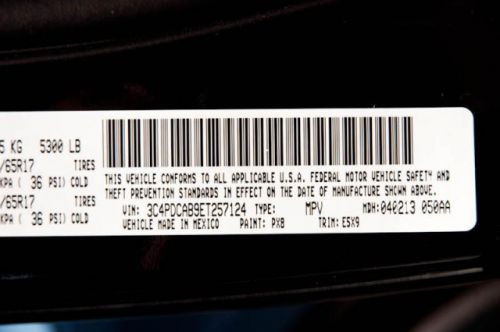 5 KG 5300 LB
/65R17 TIRES
KPA ( 36 PSI) COLD
/65R17 TIRES
KPA ( 36 PSI) COLD
THIS VEHICLE CONFORMS TO ALL APPLICABLE U.S.A. FEDERAL MOTOR VEHICLE SAFETY AND
THEFT PREVENTION STANDARDS IN EFFECT ON THE DATE OF MANUFACTURE SHOWN ABOVE.
VIN: 3C4PDCAB9ET257124 TYPE: MPV MDH: 040213 050AA
VEHICLE MADE IN MEXICO PAINT: PX8 TRIM: E5X9